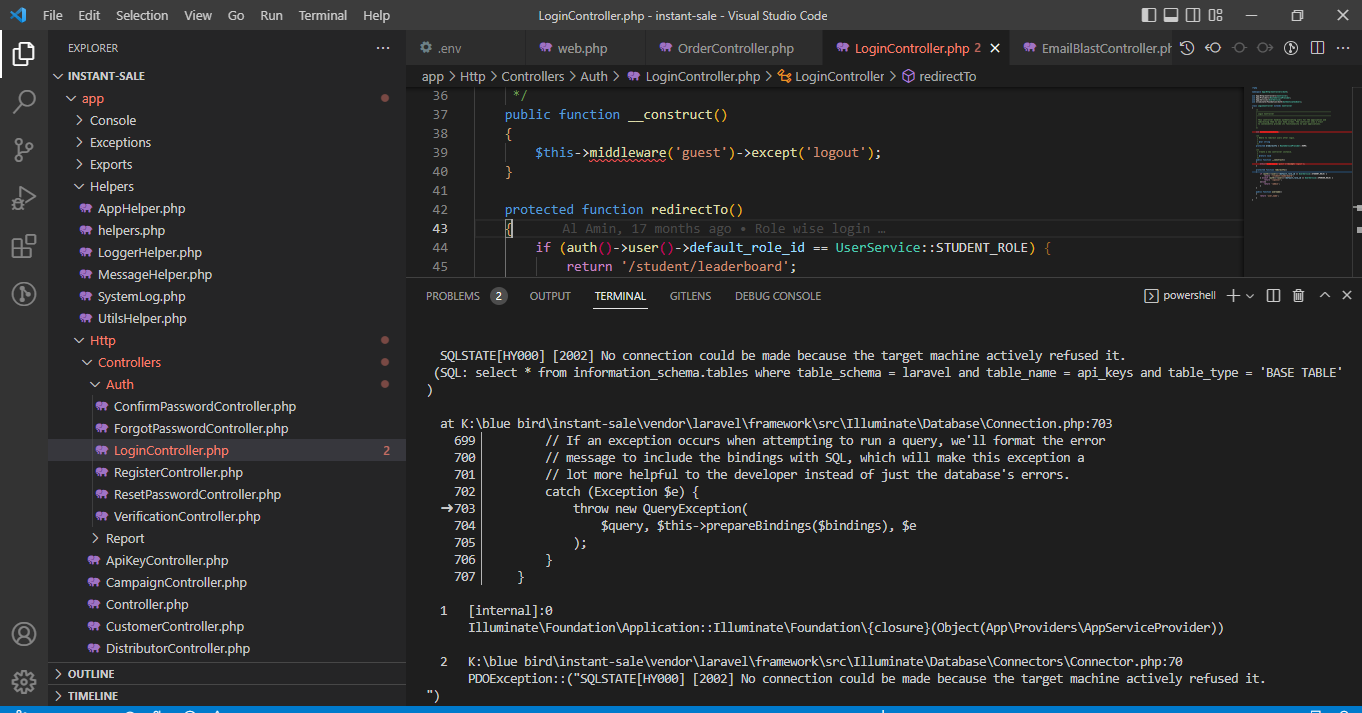 File Edit Selection View Go Run Terminal Help
LoginController.php - instant-sale - Visual Studio Code
EXPLORER
INSTANT-SALE
app
Console
Exceptions
Exports
Helpers
AppHelper.php
helpers.php
LoggerHelper.php
MessageHelper.php
SystemLog.php
UtilsHelper.php
Http
Controllers
Auth
ConfirmPasswordController.php
ForgotPasswordController.php
LoginController.php 2
RegisterController.php
ResetPasswordController.php
VerificationController.php
Report
ApiKeyController.php
CampaignController.php
Controller.php
CustomerController.php
DistributorController.php
OUTLINE
TIMELINE
.env web.php OrderController.php LoginController.php 2 EmailBlastController.ph
app > Http > Controllers > Auth > LoginController.php > LoginController > redirectTo
36 */
37 public function __construct()
38 {
39 $this->middleware('guest')->except('logout');
40 }
41
42 protected function redirectTo()
43 { Al Amin, 17 months ago • Role wise login …
44 if (auth()->user()->default_role_id == UserService::STUDENT_ROLE) {
45 return '/student/leaderboard';
PROBLEMS 2 OUTPUT TERMINAL GITLENS DEBUG CONSOLE powershell
SQLSTATE[HY000] [2002] No connection could be made because the target machine actively refused it.
(SQL: select * from information_schema.tables where table_schema = laravel and table_name = api_keys and table_type = 'BASE TABLE'
)
at K:\blue bird\instant-sale\vendor\laravel\framework\src\Illuminate\Database\Connection.php:703
699 // If an exception occurs when attempting to run a query, we'll format the error
700 // message to include the bindings with SQL, which will make this exception a
701 // lot more helpful to the developer instead of just the database's errors.
702 catch (Exception $e) {
➔703 throw new QueryException(
704 $query, $this->prepareBindings($bindings), $e
705 );
706 }
707 }
1 [internal]:0
Illuminate\Foundation\Application::Illuminate\Foundation\{closure}(Object(App\Providers\AppServiceProvider))
2 K:\blue bird\instant-sale\vendor\laravel\framework\src\Illuminate\Database\Connectors\Connector.php:70
PDOException::("SQLSTATE[HY000] [2002] No connection could be made because the target machine actively refused it.
")